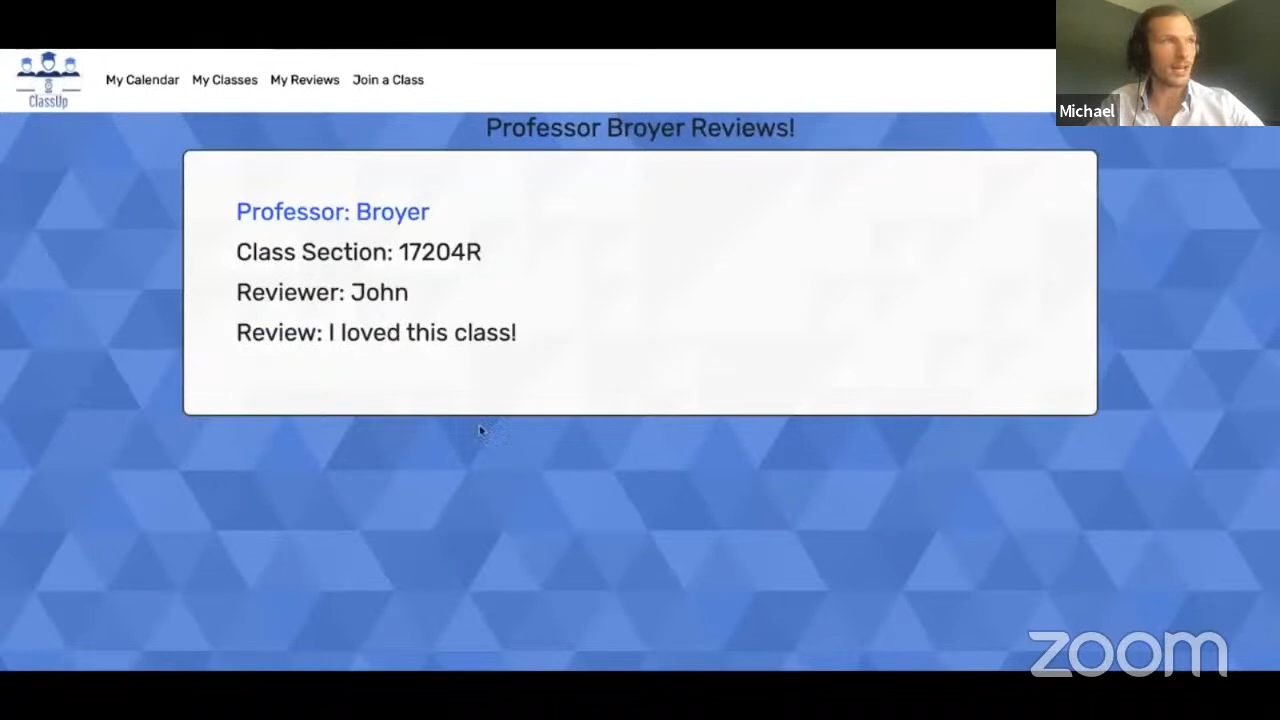 My Calendar My Classes My Reviews Join a Class
ClassUp
Michael
Professor Broyer Reviews!
Professor: Broyer
Class Section: 17204R
Reviewer: John
Review: I loved this class!
zoom